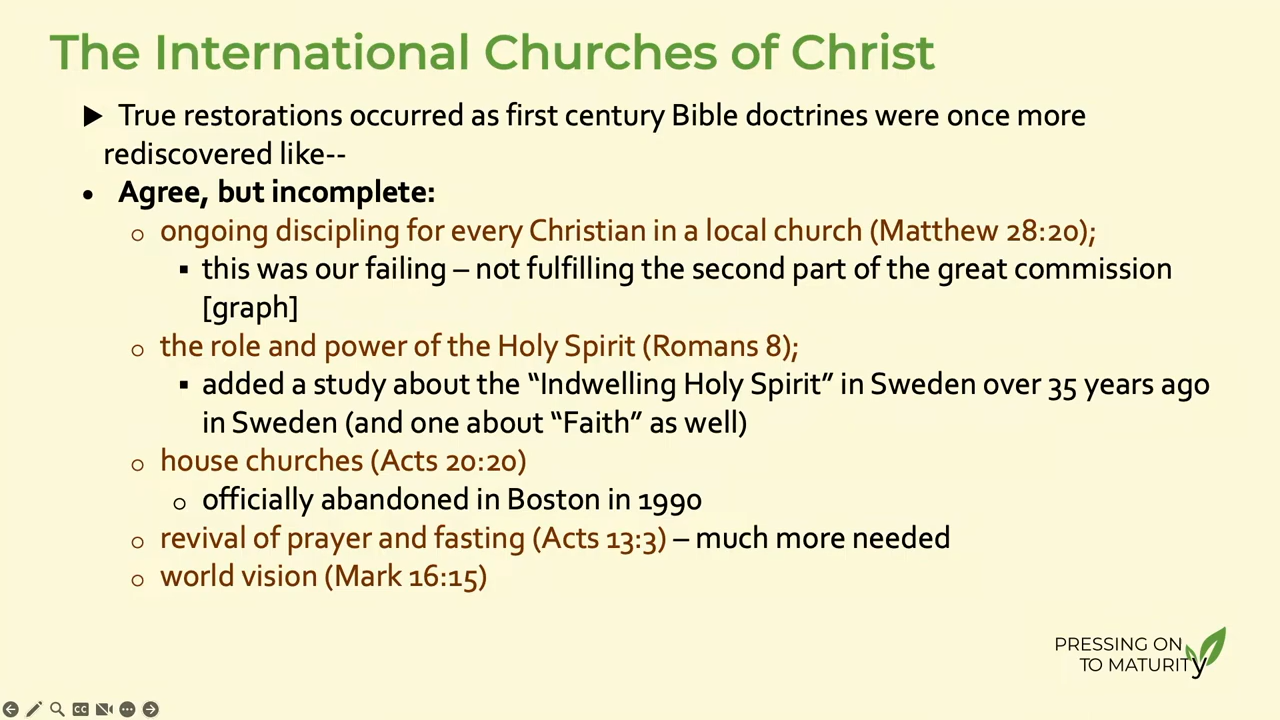 The International Churches of Christ
▶ True restorations occurred as first century Bible doctrines were once more
rediscovered like--
• Agree, but incomplete:
o ongoing discipling for every Christian in a local church (Matthew 28:20);
▪ this was our failing – not fulfilling the second part of the great commission
[graph]
o the role and power of the Holy Spirit (Romans 8);
▪ added a study about the “Indwelling Holy Spirit” in Sweden over 35 years ago
in Sweden (and one about “Faith” as well)
o house churches (Acts 20:20)
o officially abandoned in Boston in 1990
o revival of prayer and fasting (Acts 13:3) – much more needed
o world vision (Mark 16:15)
PRESSING ON
TO MATURITy
CC